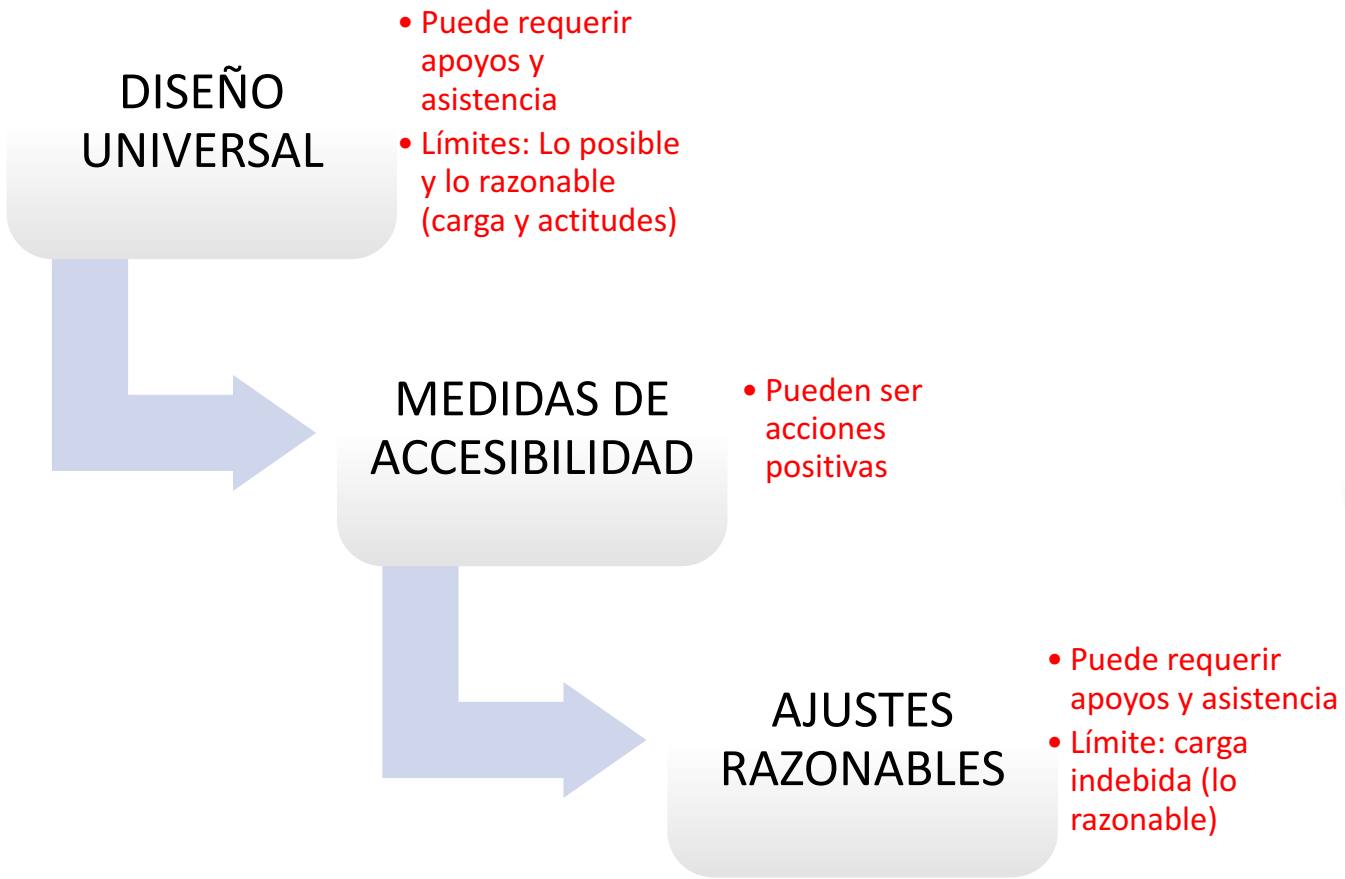 DISEÑO
UNIVERSAL
• Puede requerir
apoyos y
asistencia
• Límites: Lo posible
y lo razonable
(carga y actitudes)
MEDIDAS DE
ACCESIBILIDAD
• Pueden ser
acciones
positivas
AJUSTES
RAZONABLES
• Puede requerir
apoyos y asistencia
• Límite: carga
indebida (lo
razonable)